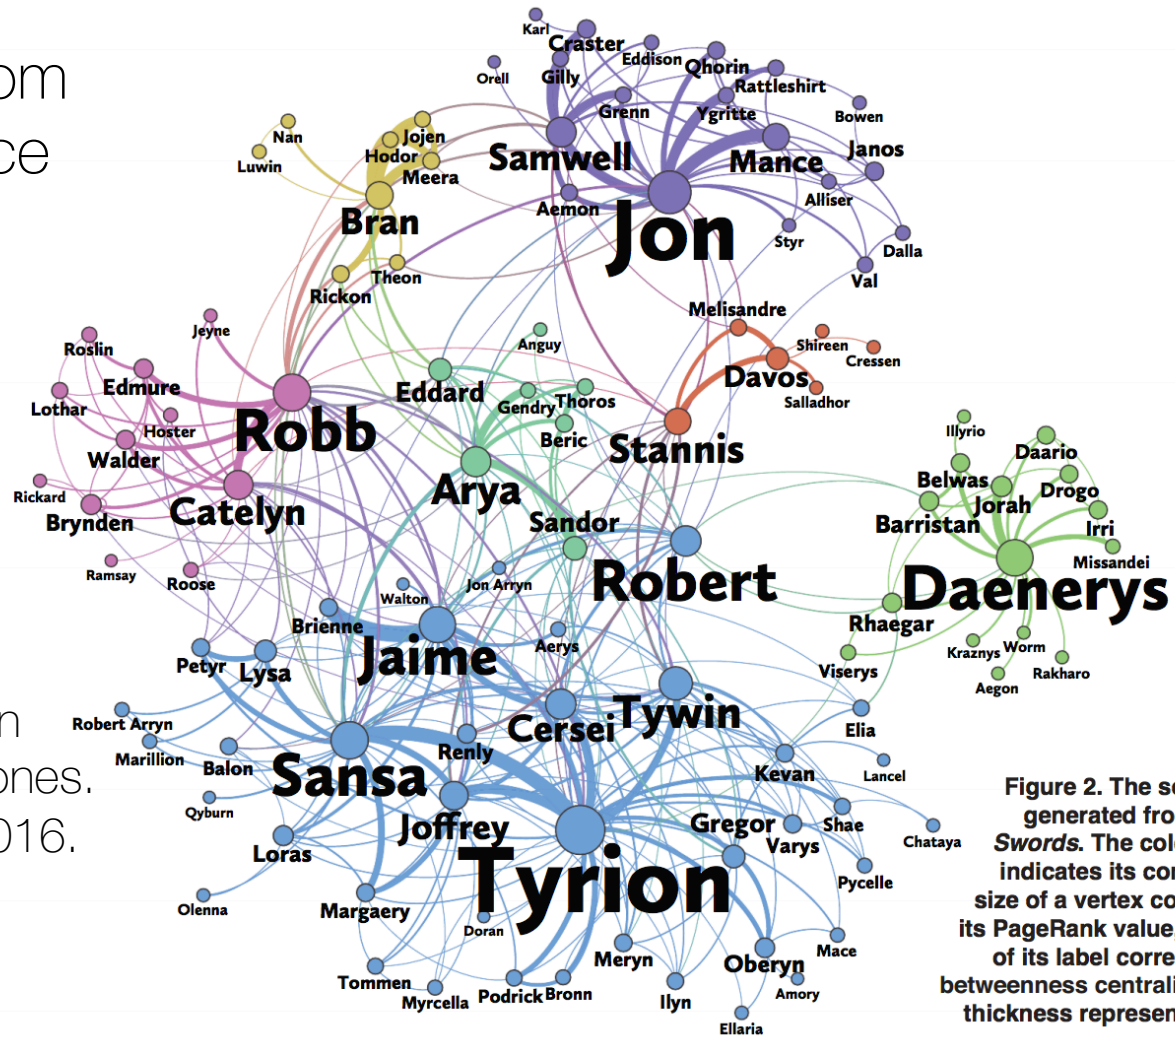 om
ce
n
ones.
016.
Karl
Craster
Eddison
Qhorin
Orell
Gilly
Rattleshirt
Grenn
Ygritte
Bowen
Nan
Jojen
Samwell
Mance
Janos
Luwin
Hodor
Meera
Alliser
Aemon
Bran
Jon
Styr
Dalla
Theon
Val
Rickon
Melisandre
Jeyne
Anguy
Shireen
Roslin
Cressen
Edmure
Eddard
Davos
Lothar
Gendry
Thoros
Salladhor
Hoster
Robb
Beric
Illyrio
Walder
Stannis
Daario
Belwas
Rickard
Arya
Jorah
Drogo
Brynden
Catelyn
Sandor
Barristan
Irri
Missandei
Ramsay
Roose
Jon Arryn
Robert
Daenerys
Walton
Brienne
Rhaegar
Aerys
Jaime
Kraznys
Worm
Petyr
Lysa
Viserys
Rakharo
Aegon
Robert Arryn
Cersei
Tywin
Elia
Marillion
Balon
Renly
Sansa
Kevan
Lancel
Qyburn
Joffrey
Gregor
Shae
Varys
Chataya
Loras
Tyrion
Pycelle
Olenna
Margaery
Doran
Meryn
Mace
Oberyn
Tommen
Podrick
Bronn
Amory
Myrcella
Ilyn
Ellaria
Figure 2. The so
generated fro
Swords. The col
indicates its co
size of a vertex co
its PageRank value
of its label corre
betweenness centrali
thickness represen